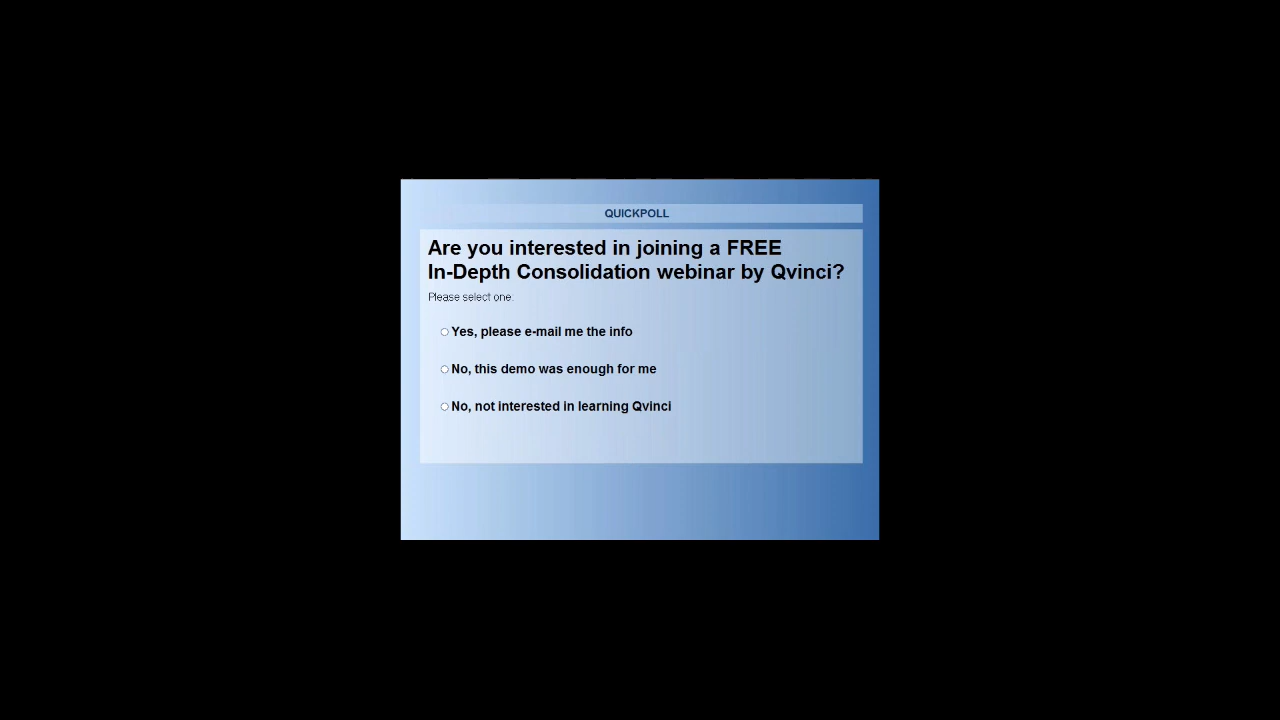 QUICKPOLL
Are you interested in joining a FREE
In-Depth Consolidation webinar by Qvinci?
Please select one:
Yes, please e-mail me the info
No, this demo was enough for me
No, not interested in learning Qvinci